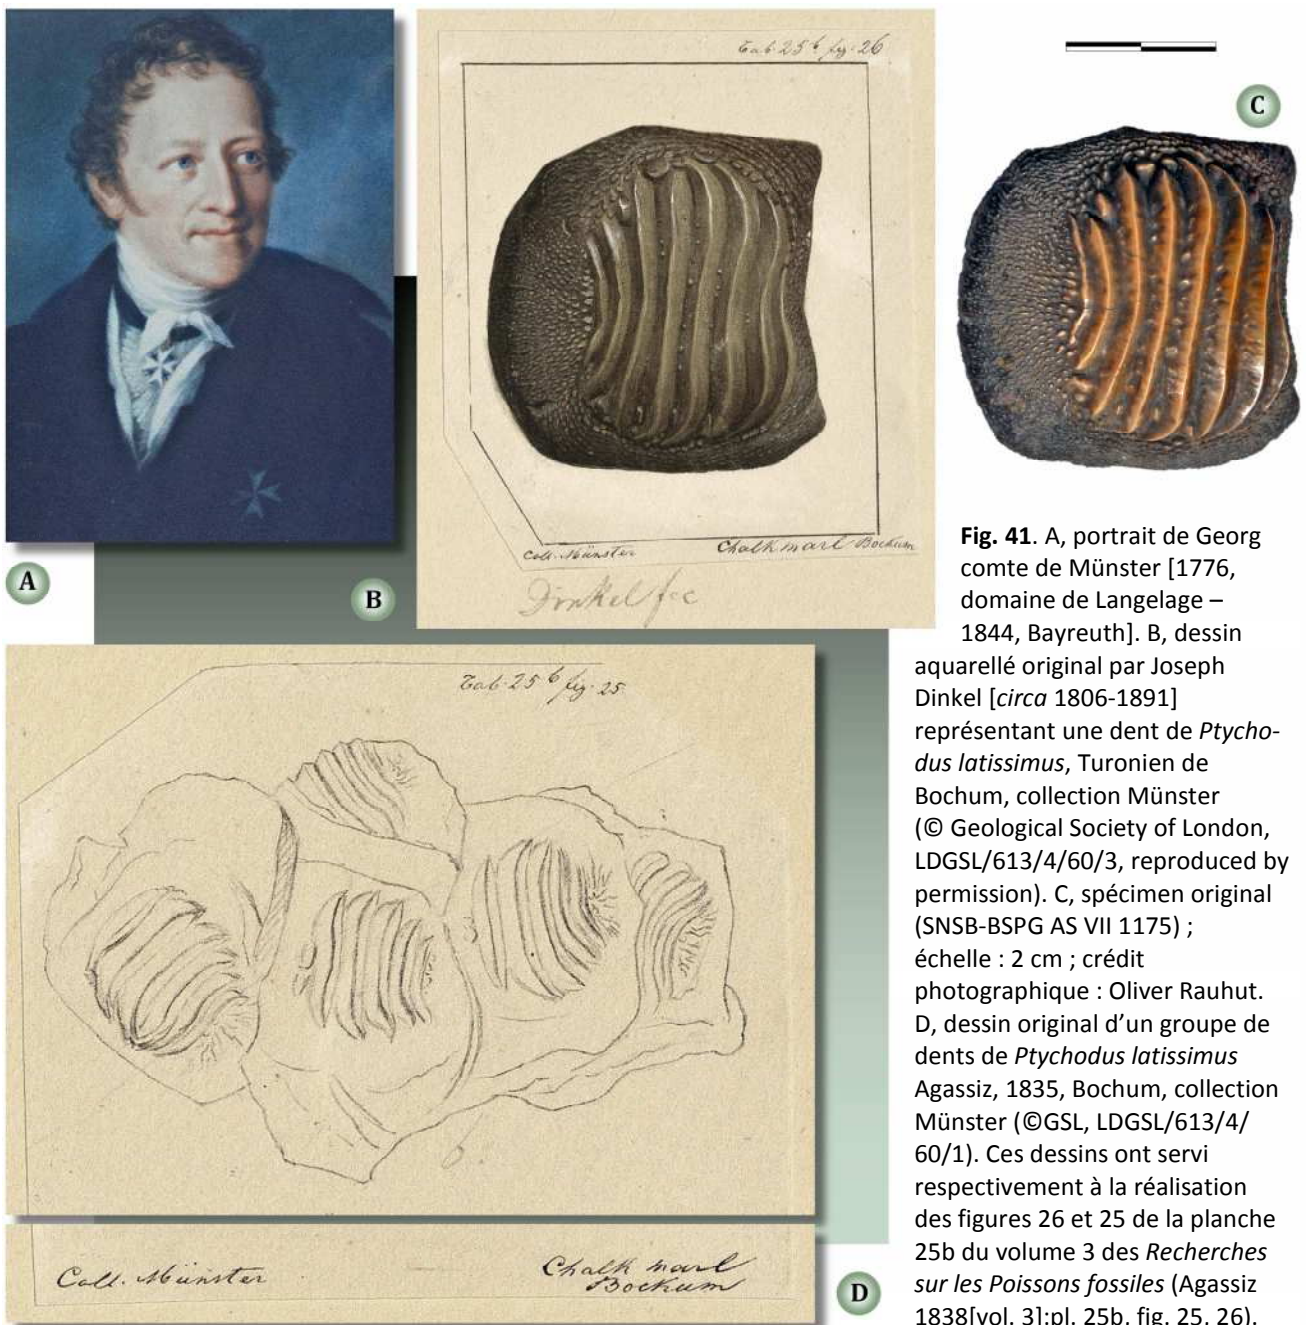 A
Tab. 25 b fig. 26
Coll. Münster
Chalk marl Bochum
Dinkel fec
B
C
Fig. 41. A, portrait de Georg
comte de Münster [1776,
domaine de Langelage –
1844, Bayreuth]. B, dessin
aquarellé original par Joseph
Dinkel [circa 1806-1891]
représentant une dent de Ptycho-
dus latissimus, Turonien de
Bochum, collection Münster
(© Geological Society of London,
LDGSL/613/4/60/3, reproduced by
permission). C, spécimen original
(SNSB-BSPG AS VII 1175) ;
échelle : 2 cm ; crédit
photographique : Oliver Rauhut.
D, dessin original d’un groupe de
dents de Ptychodus latissimus
Agassiz, 1835, Bochum, collection
Münster (©GSL, LDGSL/613/4/
60/1). Ces dessins ont servi
respectivement à la réalisation
des figures 26 et 25 de la planche
25b du volume 3 des Recherches
sur les Poissons fossiles (Agassiz
1838[vol. 3]:pl. 25b, fig. 25, 26).
Tab. 25 b fig. 25
Coll. Münster
Chalk marl
Bochum
D